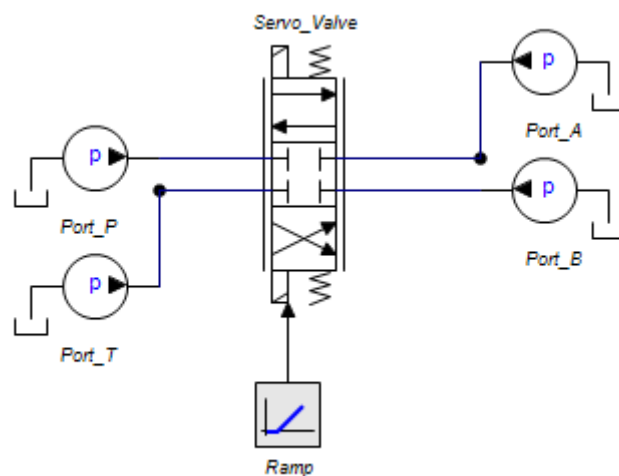 Servo_Valve
p
Port_A
p
Port_P
p
Port_B
p
Port_T
Ramp